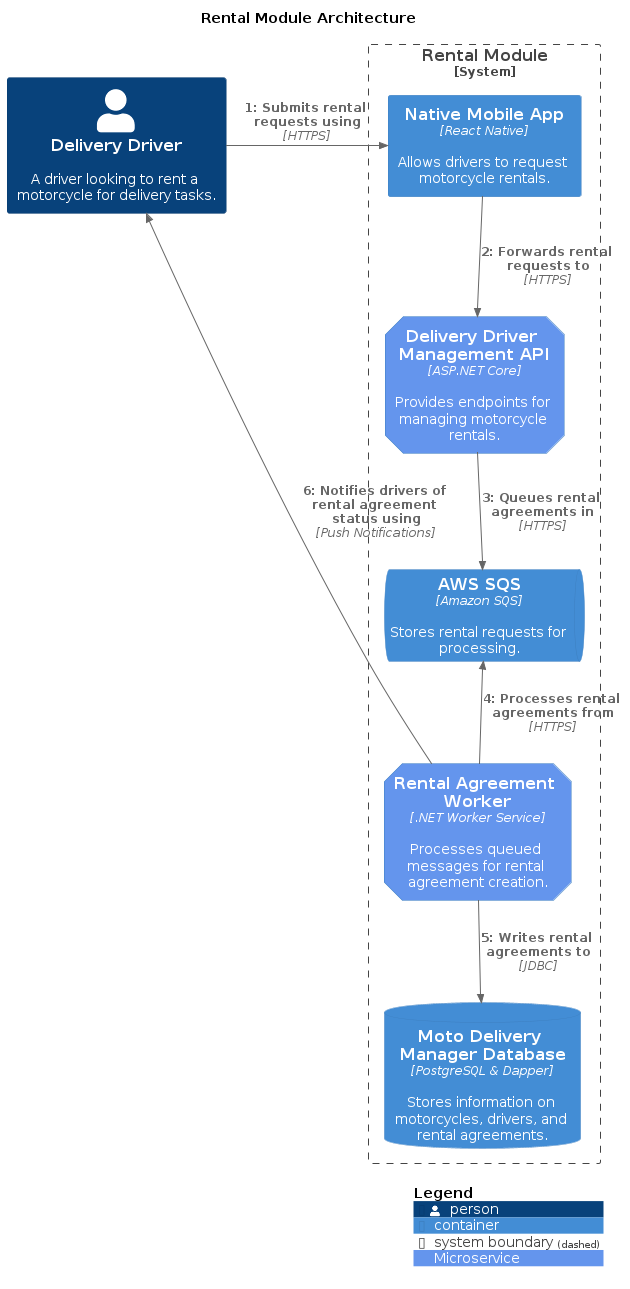 Rental Module Architecture
Rental Module
[System]
Delivery Driver
A driver looking to rent a
motorcycle for delivery tasks.
1: Submits rental
requests using
[HTTPS]
Native Mobile App
[React Native]
Allows drivers to request
motorcycle rentals.
2: Forwards rental
requests to
[HTTPS]
Delivery Driver
Management API
[ASP.NET Core]
Provides endpoints for
managing motorcycle
rentals.
6: Notifies drivers of
rental agreement
status using
[Push Notifications]
3: Queues rental
agreements in
[HTTPS]
AWS SQS
[Amazon SQS]
Stores rental requests for
processing.
4: Processes rental
agreements from
[HTTPS]
Rental Agreement
Worker
[.NET Worker Service]
Processes queued
messages for rental
agreement creation.
5: Writes rental
agreements to
[JDBC]
Moto Delivery
Manager Database
[PostgreSQL & Dapper]
Stores information on
motorcycles, drivers, and
rental agreements.
Legend
person
container
system boundary (dashed)
Microservice